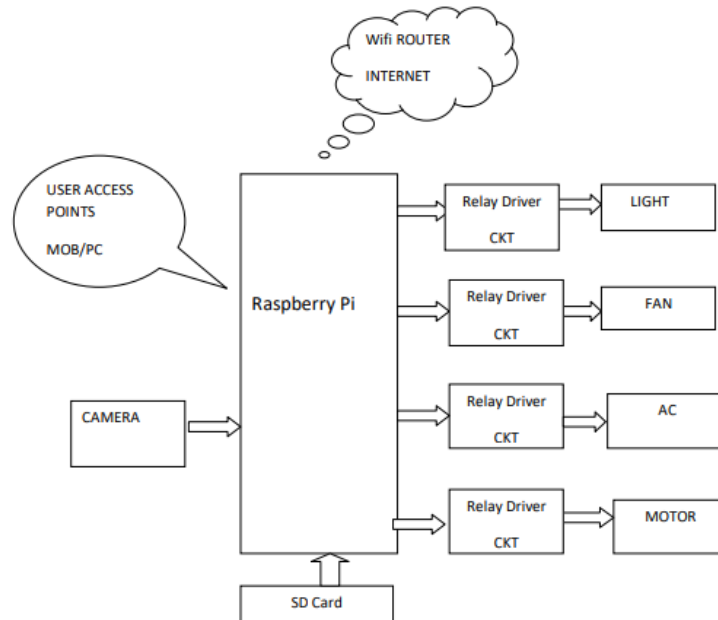 Wifi ROUTER
INTERNET
USER ACCESS
POINTS
MOB/PC
Raspberry Pi
Relay Driver
CKT
LIGHT
Relay Driver
CKT
FAN
CAMERA
Relay Driver
CKT
AC
Relay Driver
CKT
MOTOR
SD Card